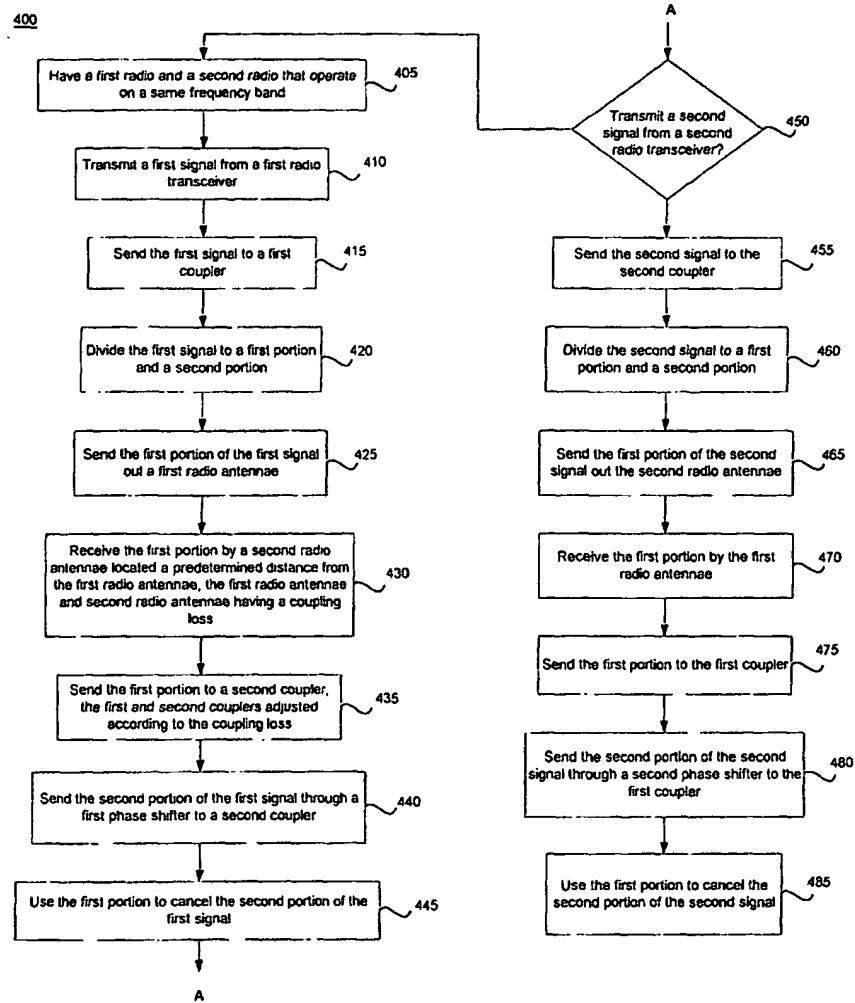 400
Have a first radio and a second radio that operate
on a same frequency band
405
Transmit a first signal from a first radio
transceiver
410
Send the first signal to a first
coupler
415
Divide the first signal to a first portion
and a second portion
420
Send the first portion of the first signal
out a first radio antennae
425
Receive the first portion by a second radio
antennae located a predetermined distance from
the first radio antennae, the first radio antennae
and second radio antennae having a coupling
loss
430
Send the first portion to a second coupler,
the first and second couplers adjusted
according to the coupling loss
435
Send the second portion of the first signal through a
first phase shifter to a second coupler
440
Use the first portion to cancel the second portion of the
first signal
445
A
A
Transmit a second
signal from a second
radio transceiver?
450
Send the second signal to the
second coupler
455
Divide the second signal to a first
portion and a second portion
460
Send the first portion of the second
signal out the second radio antennae
465
Receive the first portion by the first
radio antennae
470
Send the first portion to the first coupler
475
Send the second portion of the second
signal through a second phase shifter to the
first coupler
480
Use the first portion to cancel the
second portion of the second signal
485